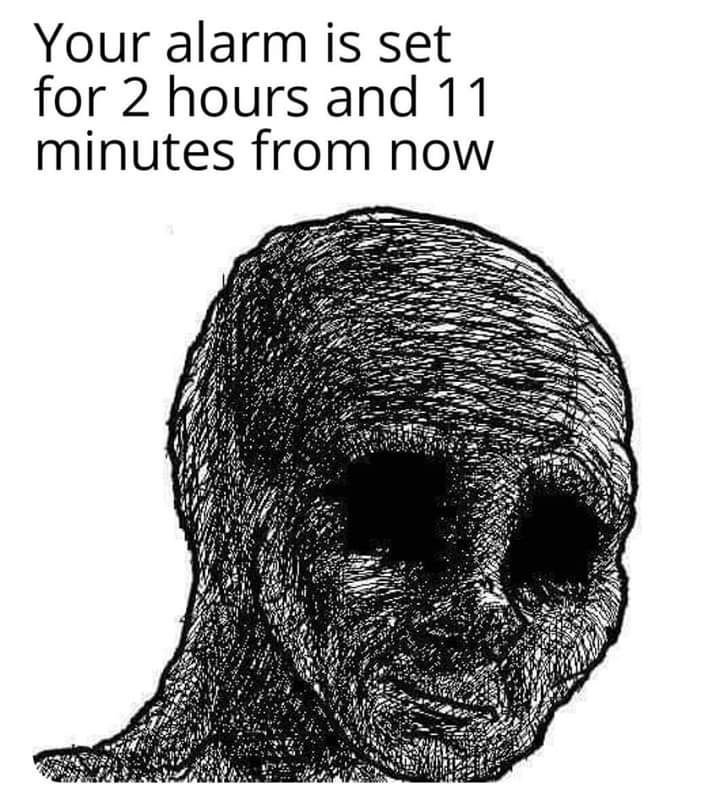 Your alarm is set
for 2 hours and 11
minutes from now